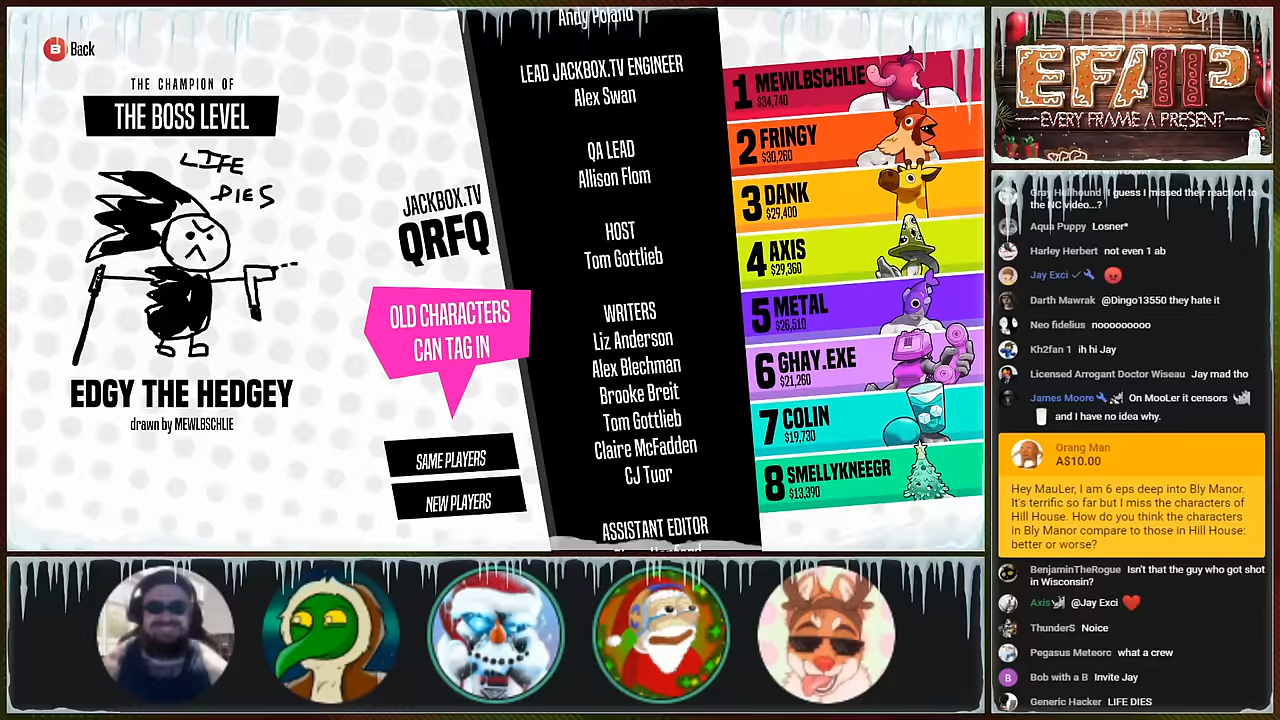 B Back
THE CHAMPION OF
THE BOSS LEVEL
LIFE
DIES
EDGY THE HEDGEY
drawn by MEWLBSCHLIE
JACKBOX.TV
QRFQ
OLD CHARACTERS
CAN TAG IN
SAME PLAYERS
NEW PLAYERS
Andy Poland
LEAD JACKBOX.TV ENGINEER
Alex Swan
QA LEAD
Allison Flom
HOST
Tom Gottlieb
WRITERS
Liz Anderson
Alex Blechman
Brooke Breit
Tom Gottlieb
Claire McFadden
CJ Tuor
ASSISTANT EDITOR
1 MEWLBSCHLIE
$34,740
2 FRINGY
$30,260
3 DANK
$29,400
4 AXIS
$29,360
5 METAL
$26,510
6 GHAY.EXE
$21,260
7 COLIN
$19,730
8 SMELLYKNEEGR
$13,390
EFAP
EVERY FRAME A PRESENT
Gray Hellhound I guess I missed their reaction to
the NC video...?
Aqua Puppy Losner*
Harley Herbert not even 1 ab
Jay Exci
Darth Mawrak @Dingo13550 they hate it
Neo fidelius nooooooooo
Kh2fan 1 ih hi Jay
Licensed Arrogant Doctor Wiseau Jay mad tho
James Moore On MooLer it censors
and I have no idea why.
Orang Man
A$10.00
Hey MauLer, I am 6 eps deep into Bly Manor.
It's terrific so far but I miss the characters of
Hill House. How do you think the characters
in Bly Manor compare to those in Hill House:
better or worse?
BenjaminTheRogue Isn't that the guy who got shot
in Wisconsin?
Axis @Jay Exci
ThunderS Noice
Pegasus Meteorc what a crew
B Bob with a B Invite Jay
Generic Hacker LIFE DIES